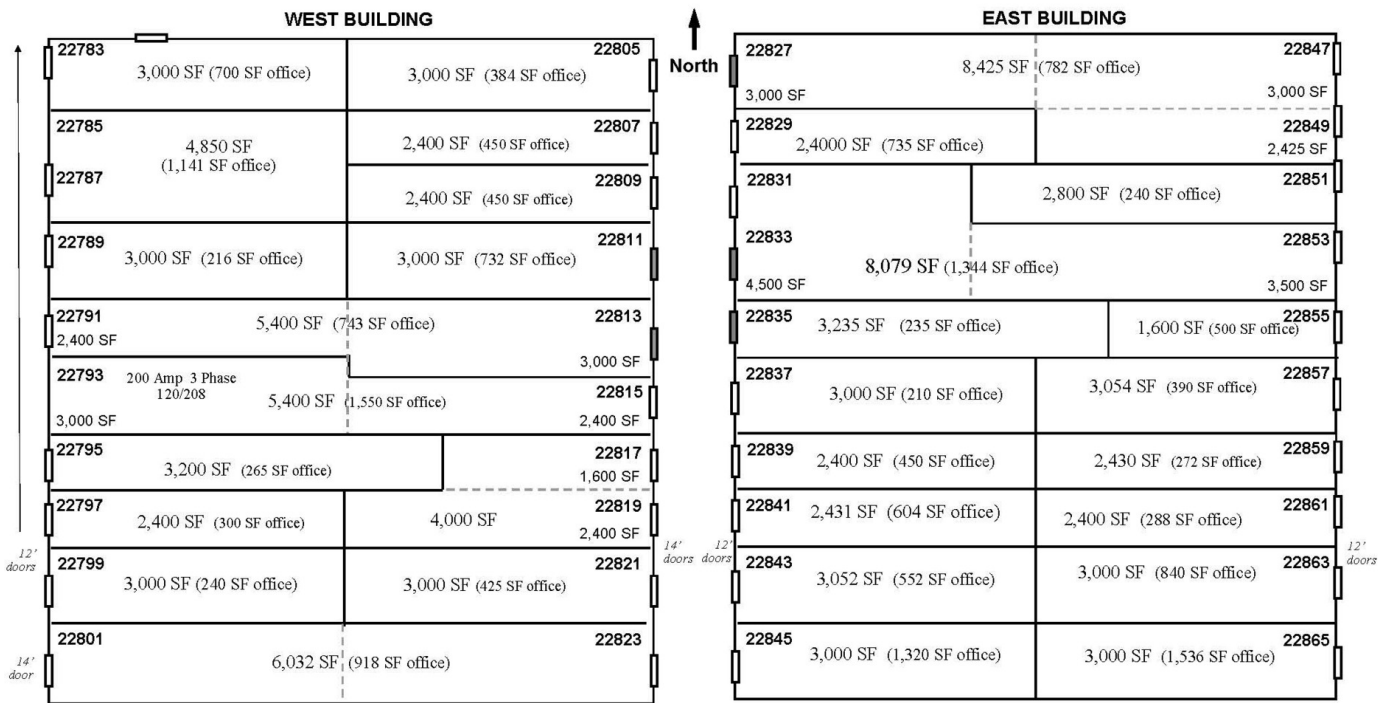 WEST BUILDING
22783
3,000 SF (700 SF office)
22805
3,000 SF (384 SF office)
22785
4,850 SF
(1,141 SF office)
22787
22807
2,400 SF (450 SF office)
22809
2,400 SF (450 SF office)
22789
3,000 SF (216 SF office)
22811
3,000 SF (732 SF office)
22791
2,400 SF
5,400 SF (743 SF office)
22813
3,000 SF
22793
200 Amp 3 Phase
120/208
3,000 SF
5,400 SF (1,550 SF office)
22815
2,400 SF
22795
3,200 SF (265 SF office)
22817
1,600 SF
22797
2,400 SF (300 SF office)
4,000 SF
22819
2,400 SF
12'
doors
14'
doors
22799
3,000 SF (240 SF office)
22821
3,000 SF (425 SF office)
22801
14'
door
6,032 SF (918 SF office)
22823
North
EAST BUILDING
22827
3,000 SF
8,425 SF (782 SF office)
22847
3,000 SF
22829
2,4000 SF (735 SF office)
22849
2,425 SF
22831
22851
2,800 SF (240 SF office)
22833
4,500 SF
8,079 SF (1,344 SF office)
22853
3,500 SF
22835
3,235 SF (235 SF office)
22855
1,600 SF (500 SF office)
22837
3,000 SF (210 SF office)
22857
3,054 SF (390 SF office)
22839
2,400 SF (450 SF office)
22859
2,430 SF (272 SF office)
22841
2,431 SF (604 SF office)
22861
2,400 SF (288 SF office)
12'
doors
12'
doors
22843
3,052 SF (552 SF office)
22863
3,000 SF (840 SF office)
22845
3,000 SF (1,320 SF office)
22865
3,000 SF (1,536 SF office)